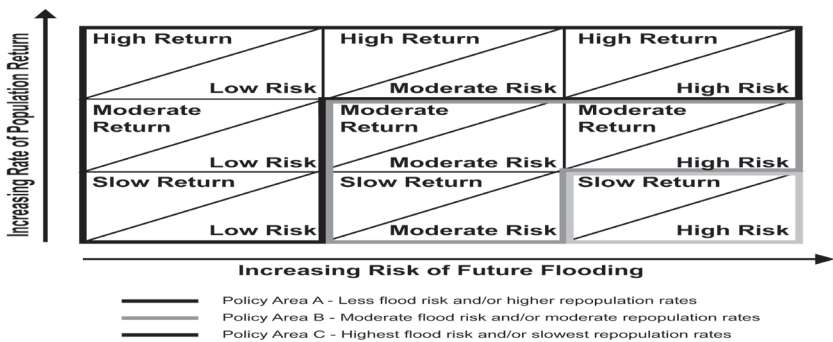 Increasing Rate of Population Return
High Return
Low Risk
High Return
Moderate Risk
High Return
High Risk
Moderate
Return
Low Risk
Moderate
Return
Moderate Risk
Moderate
Return
High Risk
Slow Return
Low Risk
Slow Return
Moderate Risk
Slow Return
High Risk
Increasing Risk of Future Flooding
Policy Area A - Less flood risk and/or higher repopulation rates
Policy Area B - Moderate flood risk and/or moderate repopulation rates
Policy Area C - Highest flood risk and/or slowest repopulation rates